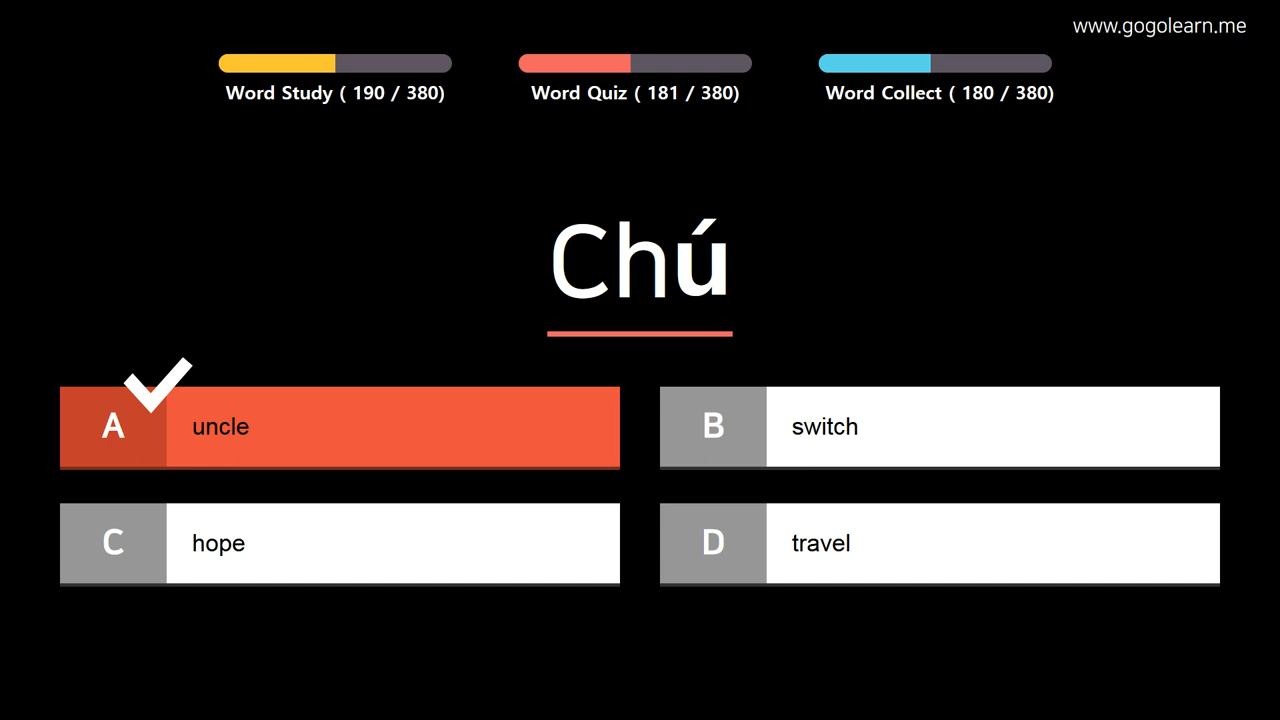 www.gogolearn.me
Word Study ( 190 / 380)
Word Quiz ( 181 / 380)
Word Collect ( 180 / 380)
Chú
A uncle
B switch
C hope
D travel